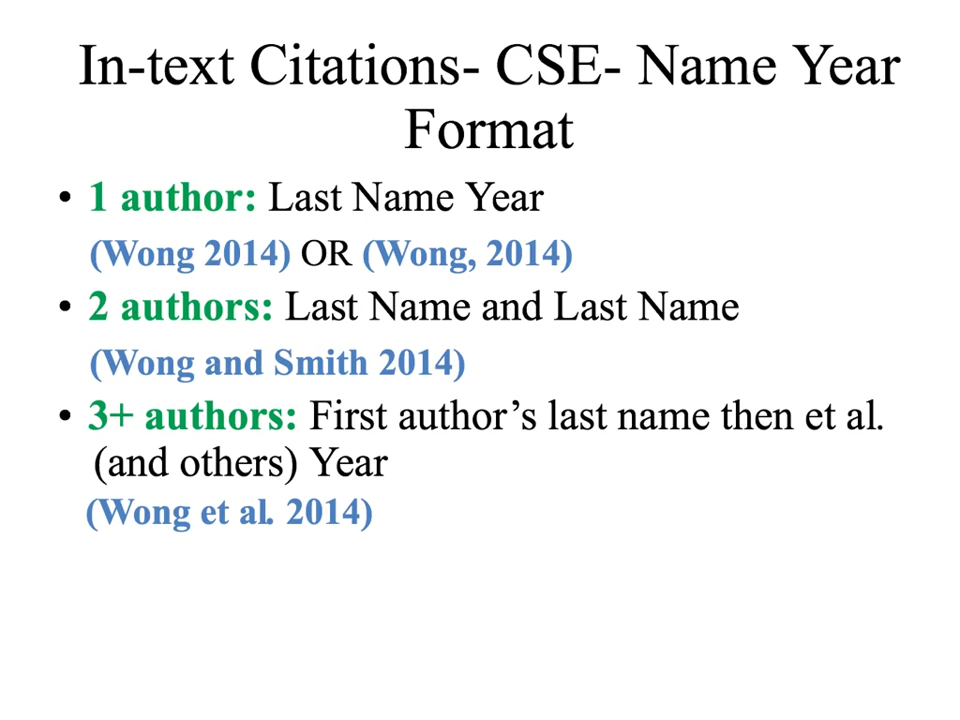 In-text Citations- CSE- Name Year
Format
• 1 author: Last Name Year
(Wong 2014) OR (Wong, 2014)
• 2 authors: Last Name and Last Name
(Wong and Smith 2014)
• 3+ authors: First author’s last name then et al.
(and others) Year
(Wong et al. 2014)